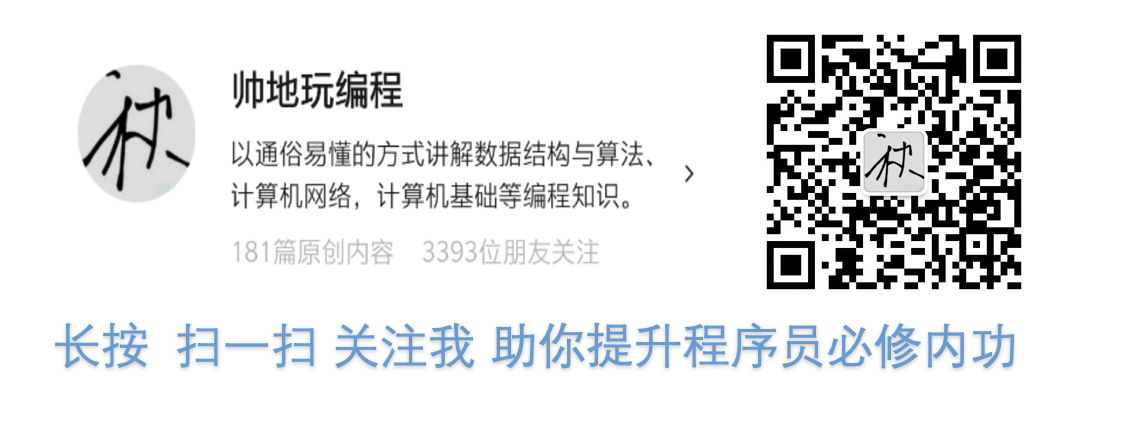 帅地玩编程
以通俗易懂的方式讲解数据结构与算法、
计算机网络，计算机基础等编程知识。
181篇原创内容 3393位朋友关注
长按 扫一扫 关注我 助你提升程序员必修内功